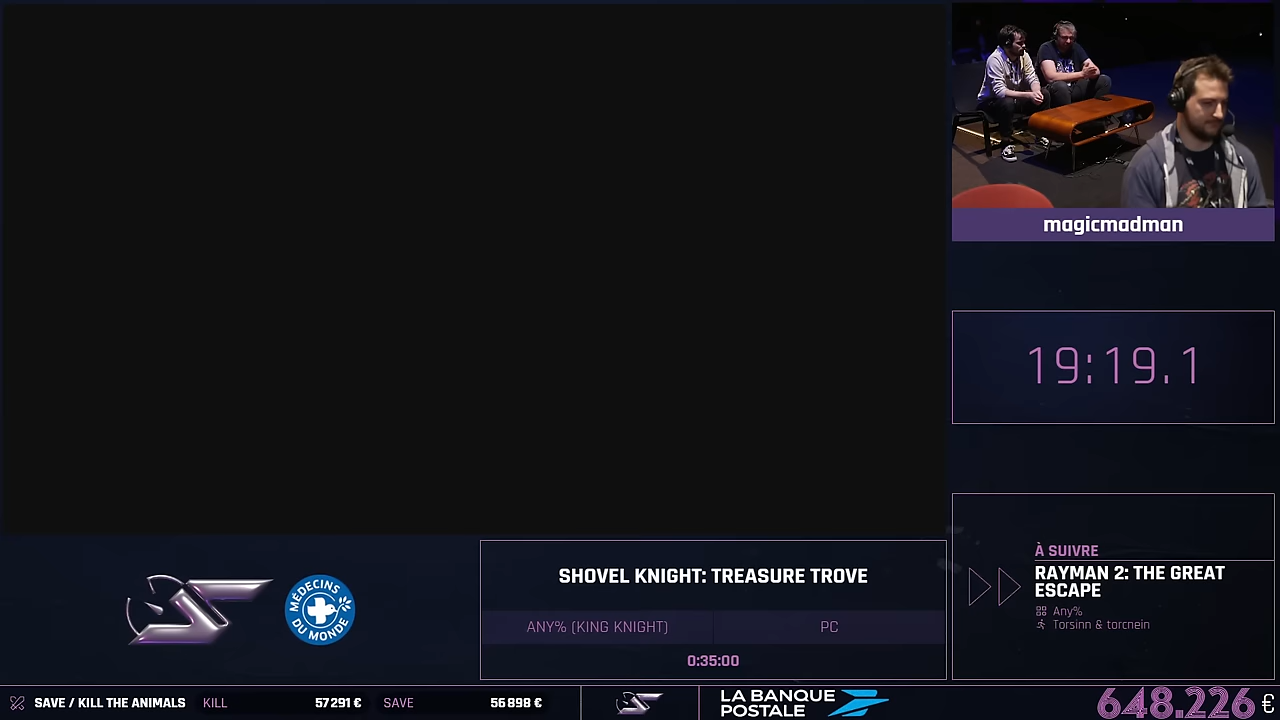 magicmadman
19:19.1
À SUIVRE
RAYMAN 2: THE GREAT
ESCAPE
Any%
Torsinn & torcnein
MÉDECINS
DU MONDE
SHOVEL KNIGHT: TREASURE TROVE
ANY% (KING KNIGHT) PC
0:35:00
SAVE / KILL THE ANIMALS KILL 57 291 € SAVE 56 898 €
LA BANQUE
POSTALE
648.226 €